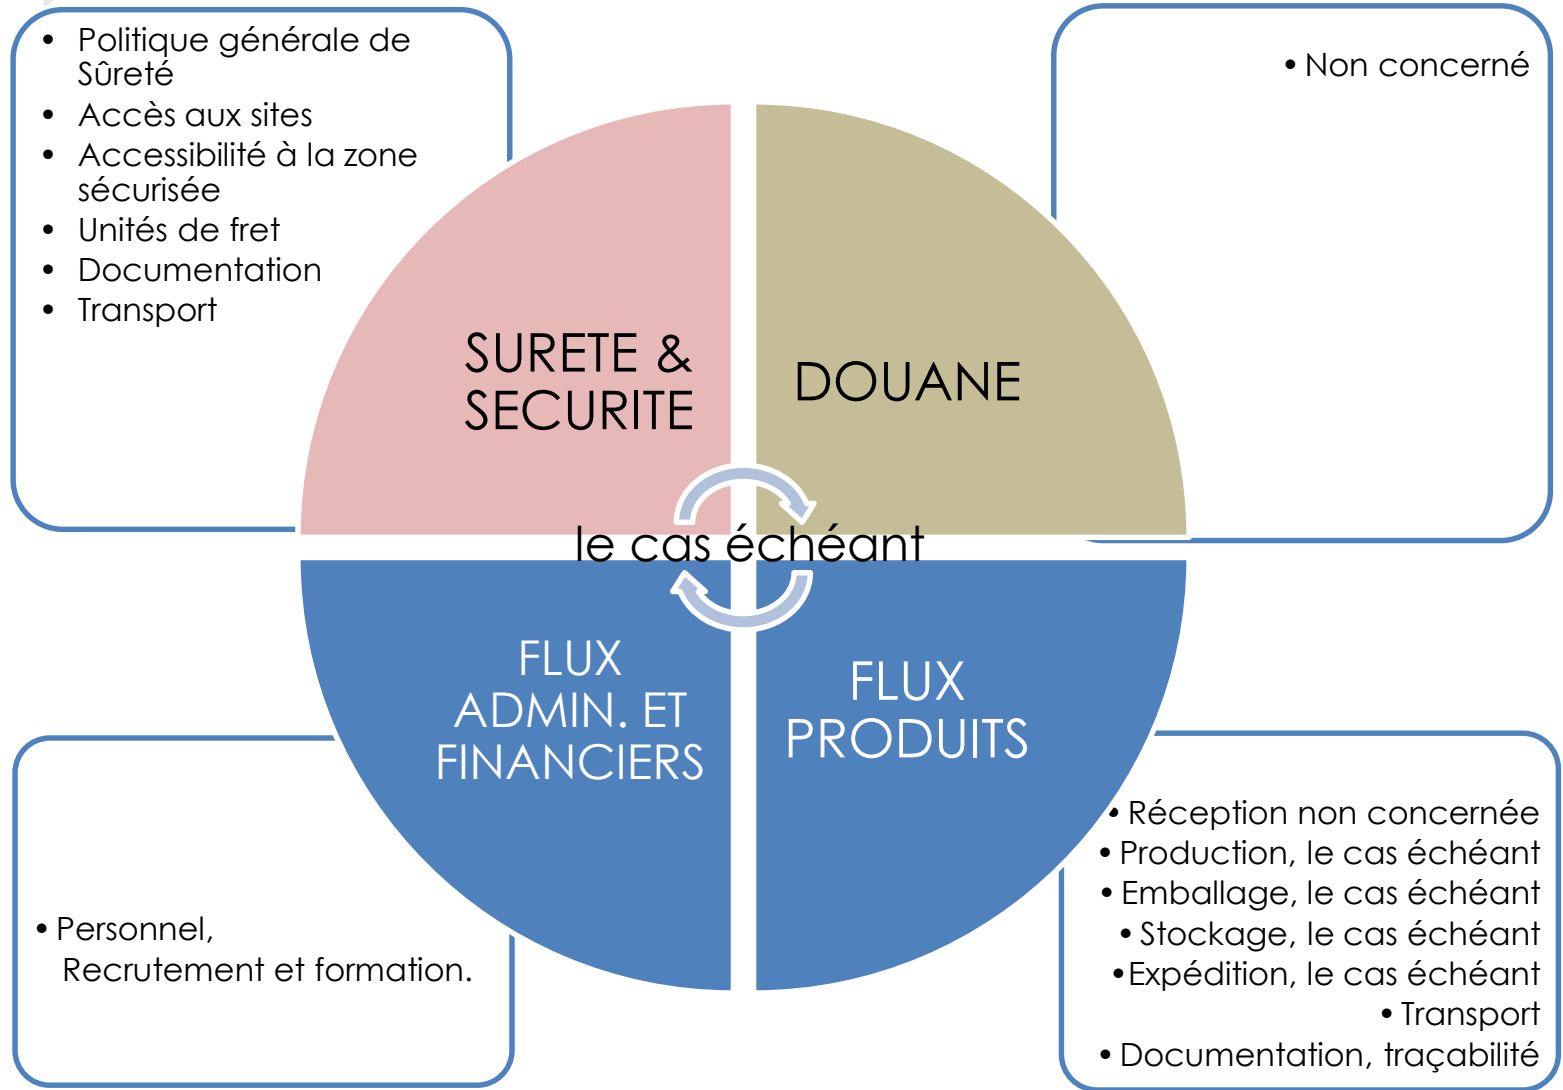 • Politique générale de
Sûreté
• Accès aux sites
• Accessibilité à la zone
sécurisée
• Unités de fret
• Documentation
• Transport
• Non concerné
SURETE &
SECURITE
DOUANE
le cas échéant
FLUX
ADMIN. ET
FINANCIERS
FLUX
PRODUITS
• Personnel,
Recrutement et formation.
• Réception non concernée
• Production, le cas échéant
• Emballage, le cas échéant
• Stockage, le cas échéant
• Expédition, le cas échéant
• Transport
• Documentation, traçabilité